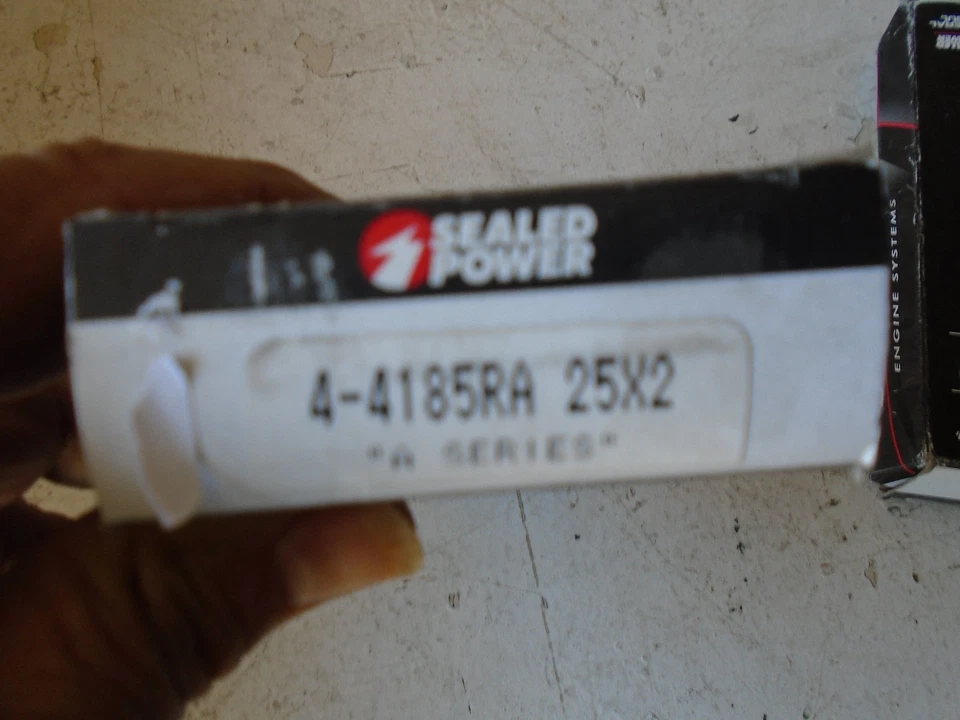 SEALED
POWER
4-4185RA 25X2
"A SERIES"
ENGINE SYSTEMS